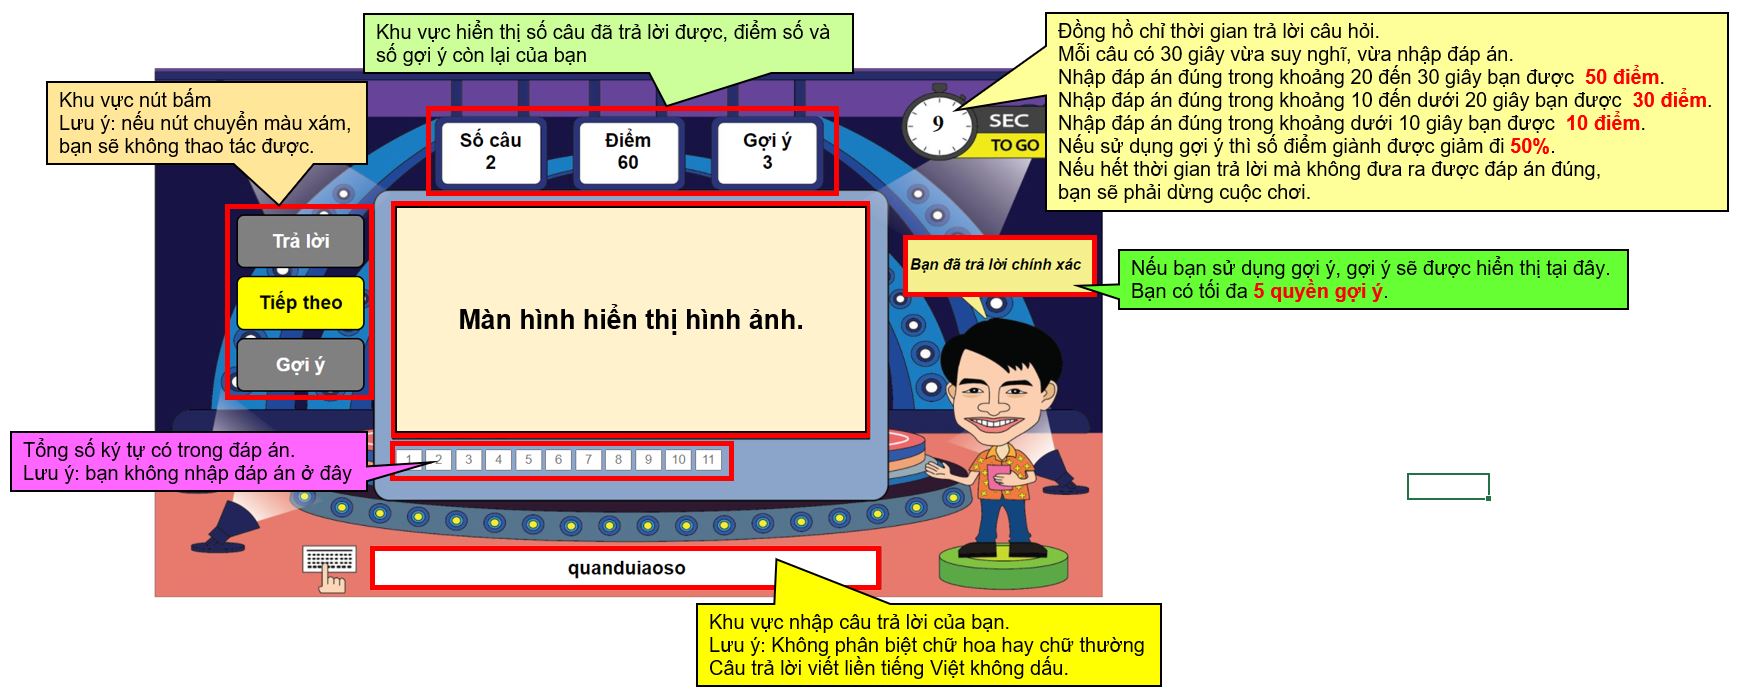 Khu vực hiển thị số câu đã trả lời được, điểm số và
số gợi ý còn lại của bạn
Đồng hồ chỉ thời gian trả lời câu hỏi.
Mỗi câu có 30 giây vừa suy nghĩ, vừa nhập đáp án.
Nhập đáp án đúng trong khoảng 20 đến 30 giây bạn được 50 điểm.
Nhập đáp án đúng trong khoảng 10 đến dưới 20 giây bạn được 30 điểm.
Nhập đáp án đúng trong khoảng dưới 10 giây bạn được 10 điểm.
Nếu sử dụng gợi ý thì số điểm giành được giảm đi 50%.
Nếu hết thời gian trả lời mà không đưa ra được đáp án đúng,
bạn sẽ phải dừng cuộc chơi.
Khu vực nút bấm
Lưu ý: nếu nút chuyển màu xám,
bạn sẽ không thao tác được.
Số câu
2
Điểm
60
Gợi ý
3
9
SEC
TO GO
Trả lời
Tiếp theo
Gợi ý
Màn hình hiển thị hình ảnh.
Bạn đã trả lời chính xác
Nếu bạn sử dụng gợi ý, gợi ý sẽ được hiển thị tại đây.
Bạn có tối đa 5 quyền gợi ý.
Tổng số ký tự có trong đáp án.
Lưu ý: bạn không nhập đáp án ở đây
1 2 3 4 5 6 7 8 9 10 11
quanduiaoso
Khu vực nhập câu trả lời của bạn.
Lưu ý: Không phân biệt chữ hoa hay chữ thường
Câu trả lời viết liền tiếng Việt không dấu.